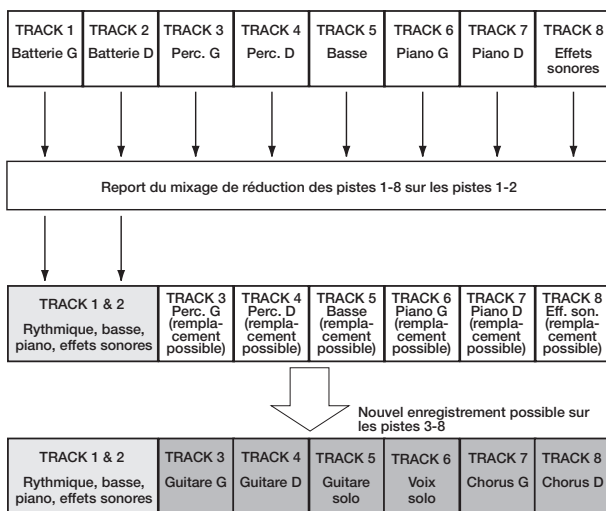 TRACK 1 TRACK 2 TRACK 3 TRACK 4 TRACK 5 TRACK 6 TRACK 7 TRACK 8
Batterie G Batterie D Perc. G Perc. D Basse Piano G Piano D Effets
sonores
Report du mixage de réduction des pistes 1-8 sur les pistes 1-2
TRACK 1 & 2
Rythmique, basse,
piano, effets sonores
TRACK 3
Perc. G
(rempla-
cement
possible)
TRACK 4
Perc. D
(rempla-
cement
possible)
TRACK 5
Basse
(rempla-
cement
possible)
TRACK 6
Piano G
(rempla-
cement
possible)
TRACK 7
Piano D
(rempla-
cement
possible)
TRACK 8
Eff. son.
(rempla-
cement
possible)
Nouvel enregistrement possible sur
les pistes 3-8
TRACK 1 & 2
Rythmique, basse,
piano, effets sonores
TRACK 3
Guitare G
TRACK 4
Guitare D
TRACK 5
Guitare
solo
TRACK 6
Voix
solo
TRACK 7
Chorus G
TRACK 8
Chorus D